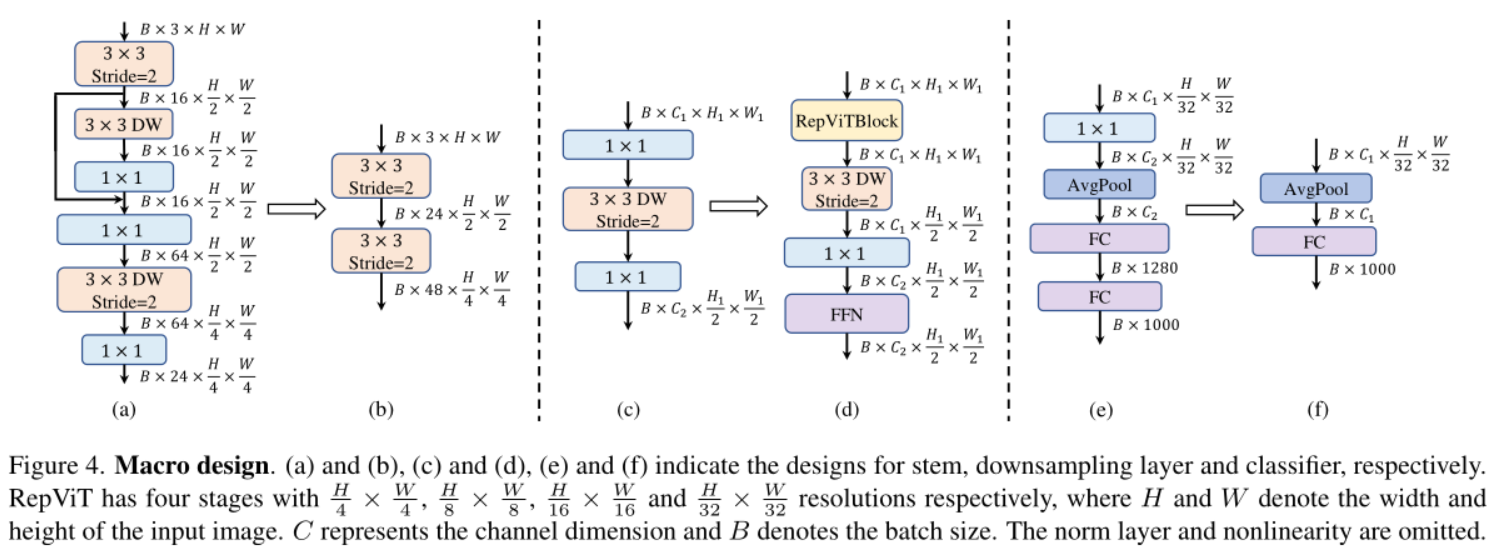 B × 3 × H × W
3 × 3
Stride=2
B × 16 × H/2 × W/2
3 × 3 DW
B × 16 × H/2 × W/2
1 × 1
B × 16 × H/2 × W/2
1 × 1
B × 64 × H/2 × W/2
3 × 3 DW
Stride=2
B × 64 × H/4 × W/4
1 × 1
B × 24 × H/4 × W/4
(a)
B × 3 × H × W
3 × 3
Stride=2
B × 24 × H/2 × W/2
3 × 3
Stride=2
B × 48 × H/4 × W/4
(b)
B × C₁ × H₁ × W₁
1 × 1
3 × 3 DW
Stride=2
1 × 1
B × C₂ × H₁/2 × W₁/2
(c)
B × C₁ × H₁ × W₁
RepViTBlock
B × C₁ × H₁ × W₁
3 × 3 DW
Stride=2
B × C₁ × H₁/2 × W₁/2
1 × 1
B × C₂ × H₁/2 × W₁/2
FFN
B × C₂ × H₁/2 × W₁/2
(d)
B × C₁ × H/32 × W/32
1 × 1
B × C₂ × H/32 × W/32
AvgPool
B × C₂
FC
B × 1280
FC
B × 1000
(e)
B × C₁ × H/32 × W/32
AvgPool
B × C₁
FC
B × 1000
(f)
Figure 4. Macro design. (a) and (b), (c) and (d), (e) and (f) indicate the designs for stem, downsampling layer and classifier, respectively.
RepViT has four stages with H/4 × W/4, H/8 × W/8, H/16 × W/16 and H/32 × W/32 resolutions respectively, where H and W denote the width and
height of the input image. C represents the channel dimension and B denotes the batch size. The norm layer and nonlinearity are omitted.